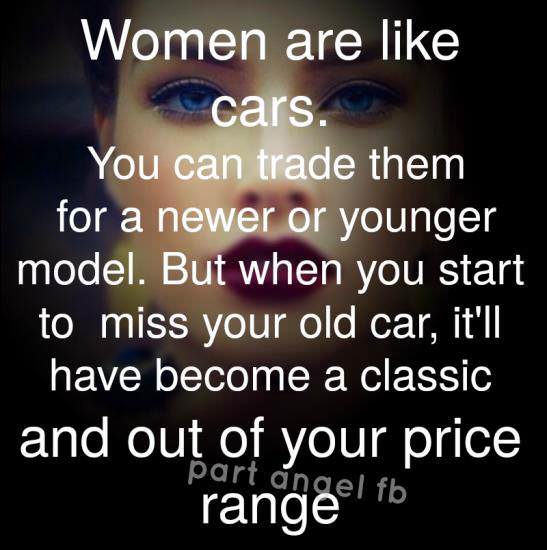 Women are like
cars.
You can trade them
for a newer or younger
model. But when you start
to  miss your old car, it'll
have become a classic
and out of your price
part angel fb
range